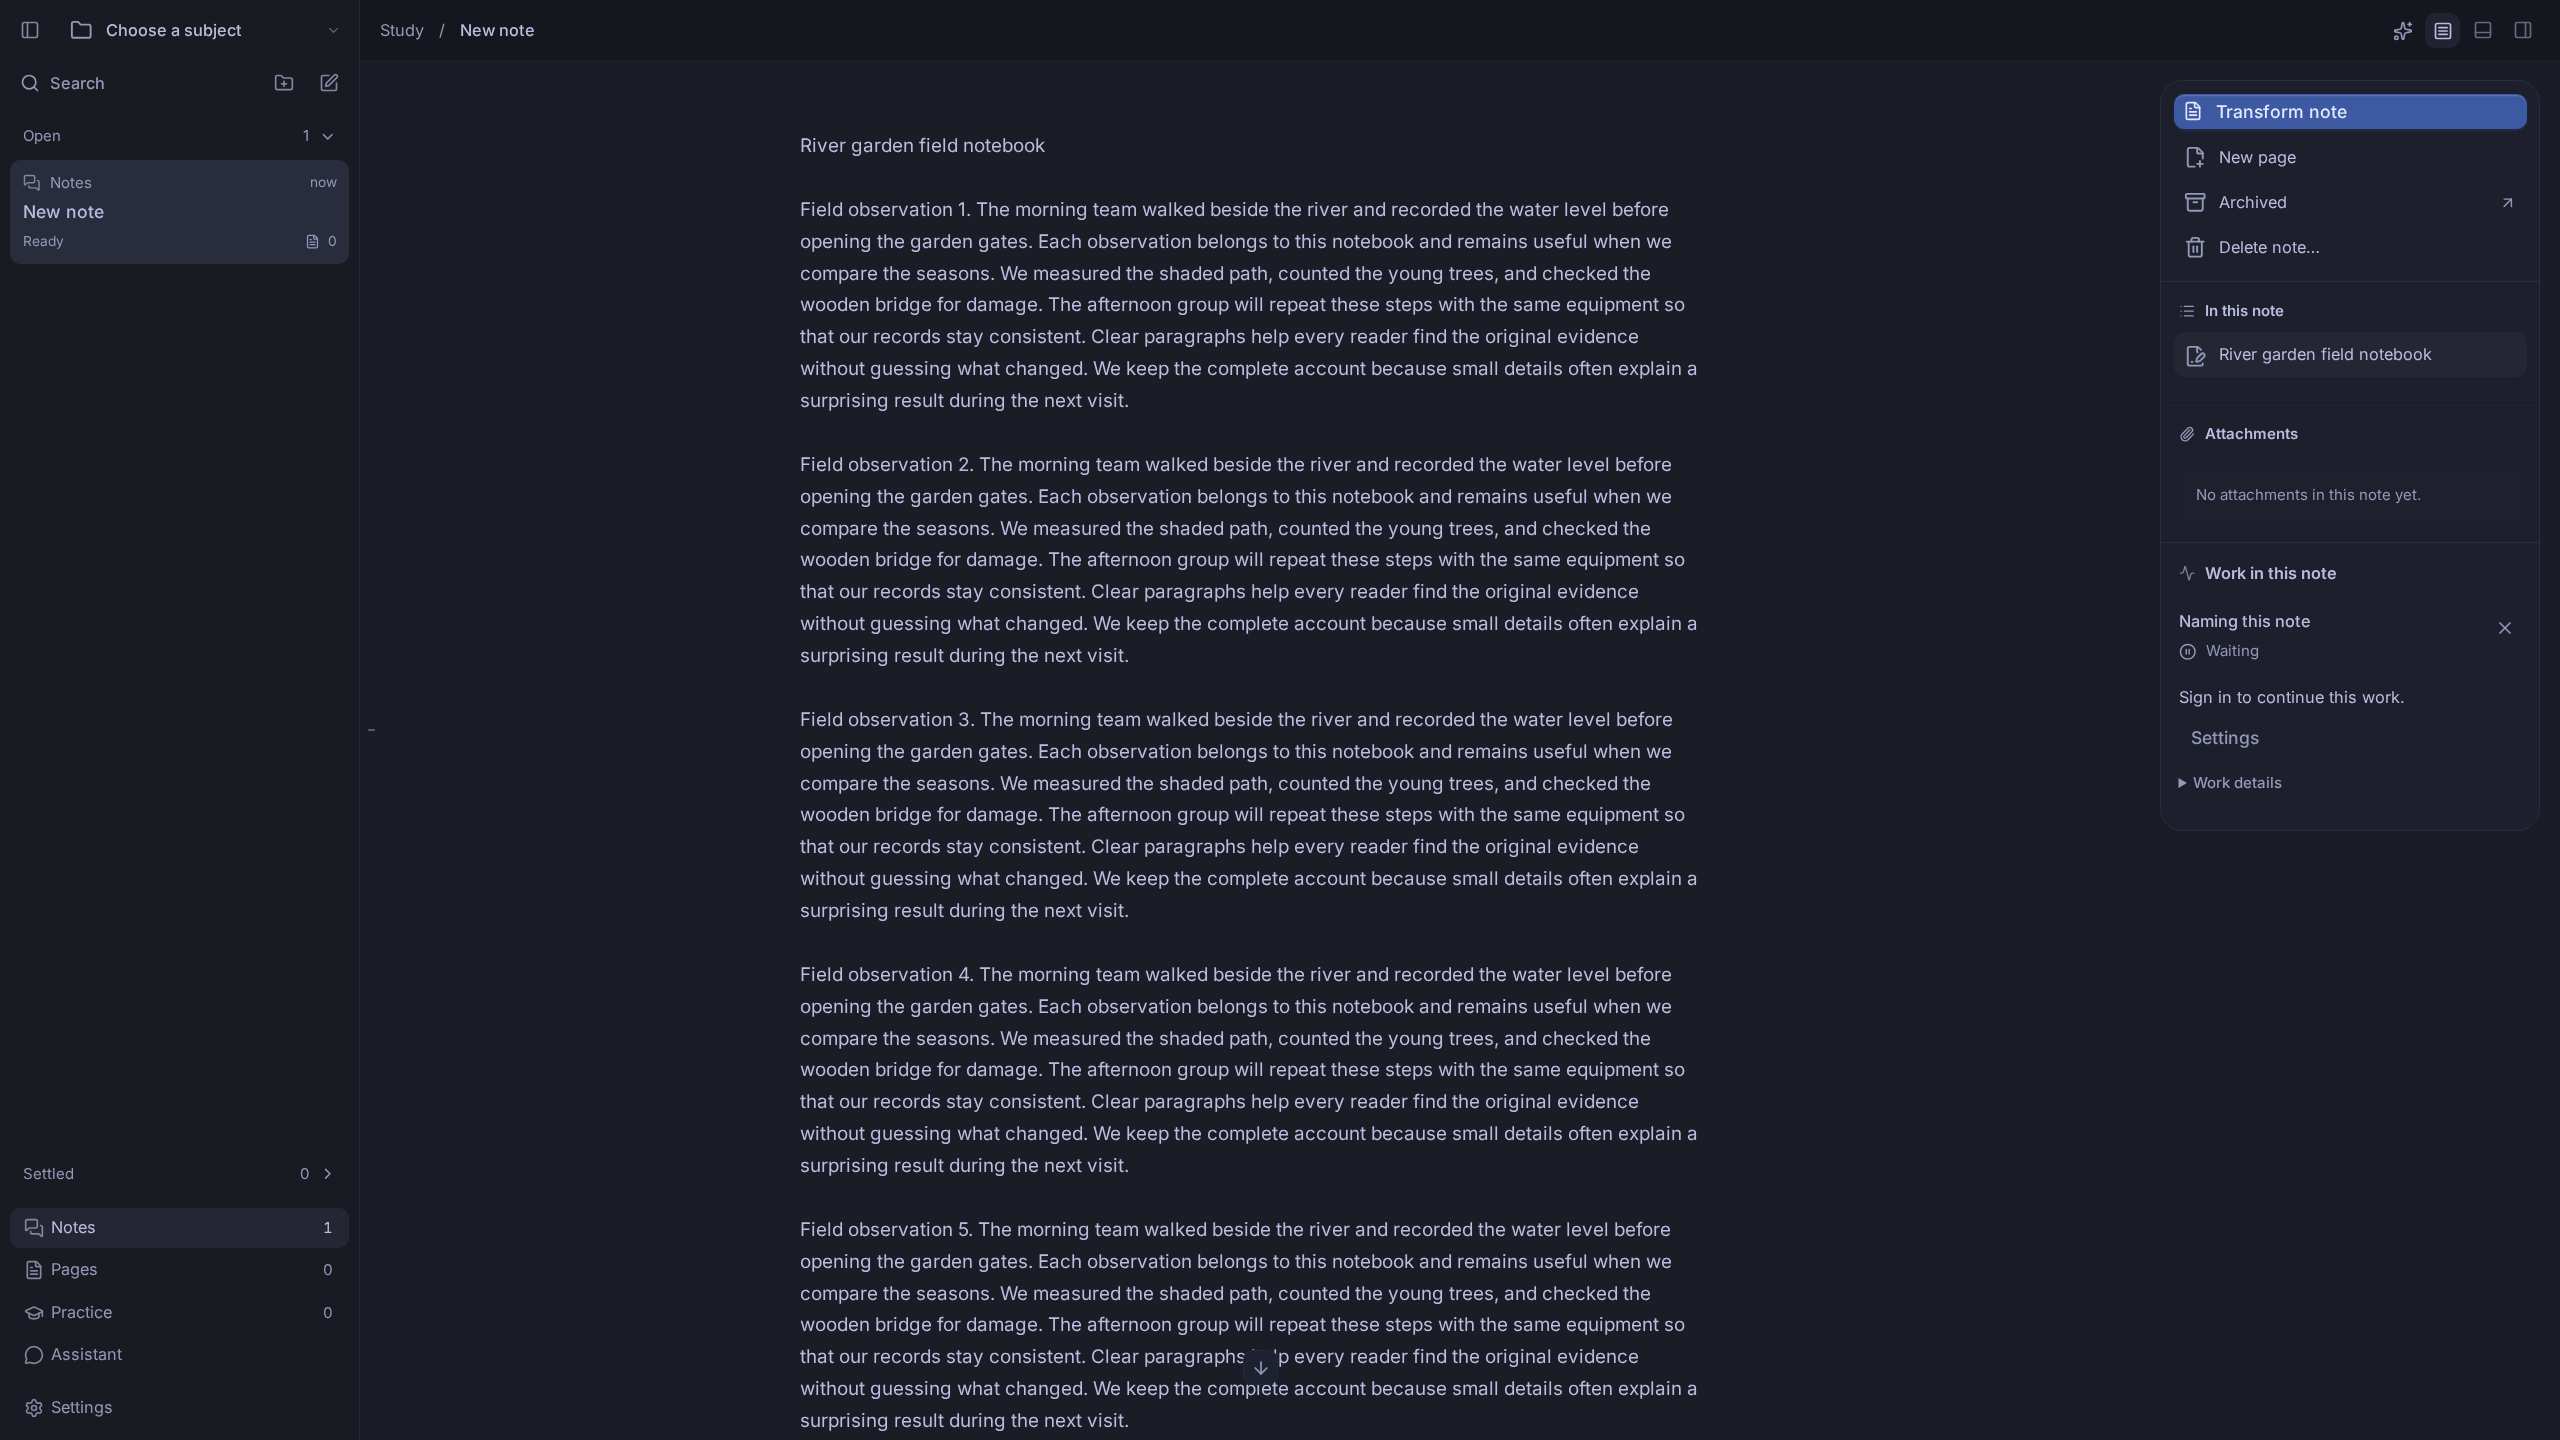 Choose a subject
Search
Open 1
Notes now
New note
Ready 0
Settled 0
Notes 1
Pages 0
Practice 0
Assistant
Settings
Study / New note
River garden field notebook
Field observation 1. The morning team walked beside the river and recorded the water level before
opening the garden gates. Each observation belongs to this notebook and remains useful when we
compare the seasons. We measured the shaded path, counted the young trees, and checked the
wooden bridge for damage. The afternoon group will repeat these steps with the same equipment so
that our records stay consistent. Clear paragraphs help every reader find the original evidence
without guessing what changed. We keep the complete account because small details often explain a
surprising result during the next visit.
Field observation 2. The morning team walked beside the river and recorded the water level before
opening the garden gates. Each observation belongs to this notebook and remains useful when we
compare the seasons. We measured the shaded path, counted the young trees, and checked the
wooden bridge for damage. The afternoon group will repeat these steps with the same equipment so
that our records stay consistent. Clear paragraphs help every reader find the original evidence
without guessing what changed. We keep the complete account because small details often explain a
surprising result during the next visit.
Field observation 3. The morning team walked beside the river and recorded the water level before
opening the garden gates. Each observation belongs to this notebook and remains useful when we
compare the seasons. We measured the shaded path, counted the young trees, and checked the
wooden bridge for damage. The afternoon group will repeat these steps with the same equipment so
that our records stay consistent. Clear paragraphs help every reader find the original evidence
without guessing what changed. We keep the complete account because small details often explain a
surprising result during the next visit.
Field observation 4. The morning team walked beside the river and recorded the water level before
opening the garden gates. Each observation belongs to this notebook and remains useful when we
compare the seasons. We measured the shaded path, counted the young trees, and checked the
wooden bridge for damage. The afternoon group will repeat these steps with the same equipment so
that our records stay consistent. Clear paragraphs help every reader find the original evidence
without guessing what changed. We keep the complete account because small details often explain a
surprising result during the next visit.
Field observation 5. The morning team walked beside the river and recorded the water level before
opening the garden gates. Each observation belongs to this notebook and remains useful when we
compare the seasons. We measured the shaded path, counted the young trees, and checked the
wooden bridge for damage. The afternoon group will repeat these steps with the same equipment so
that our records stay consistent. Clear paragraphs every reader find the original evidence
without guessing what changed. We keep the complete account because small details often explain a
surprising result during the next visit.
Transform note
New page
Archived
Delete note...
In this note
River garden field notebook
Attachments
No attachments in this note yet.
Work in this note
Naming this note
Waiting
Sign in to continue this work.
Settings
Work details